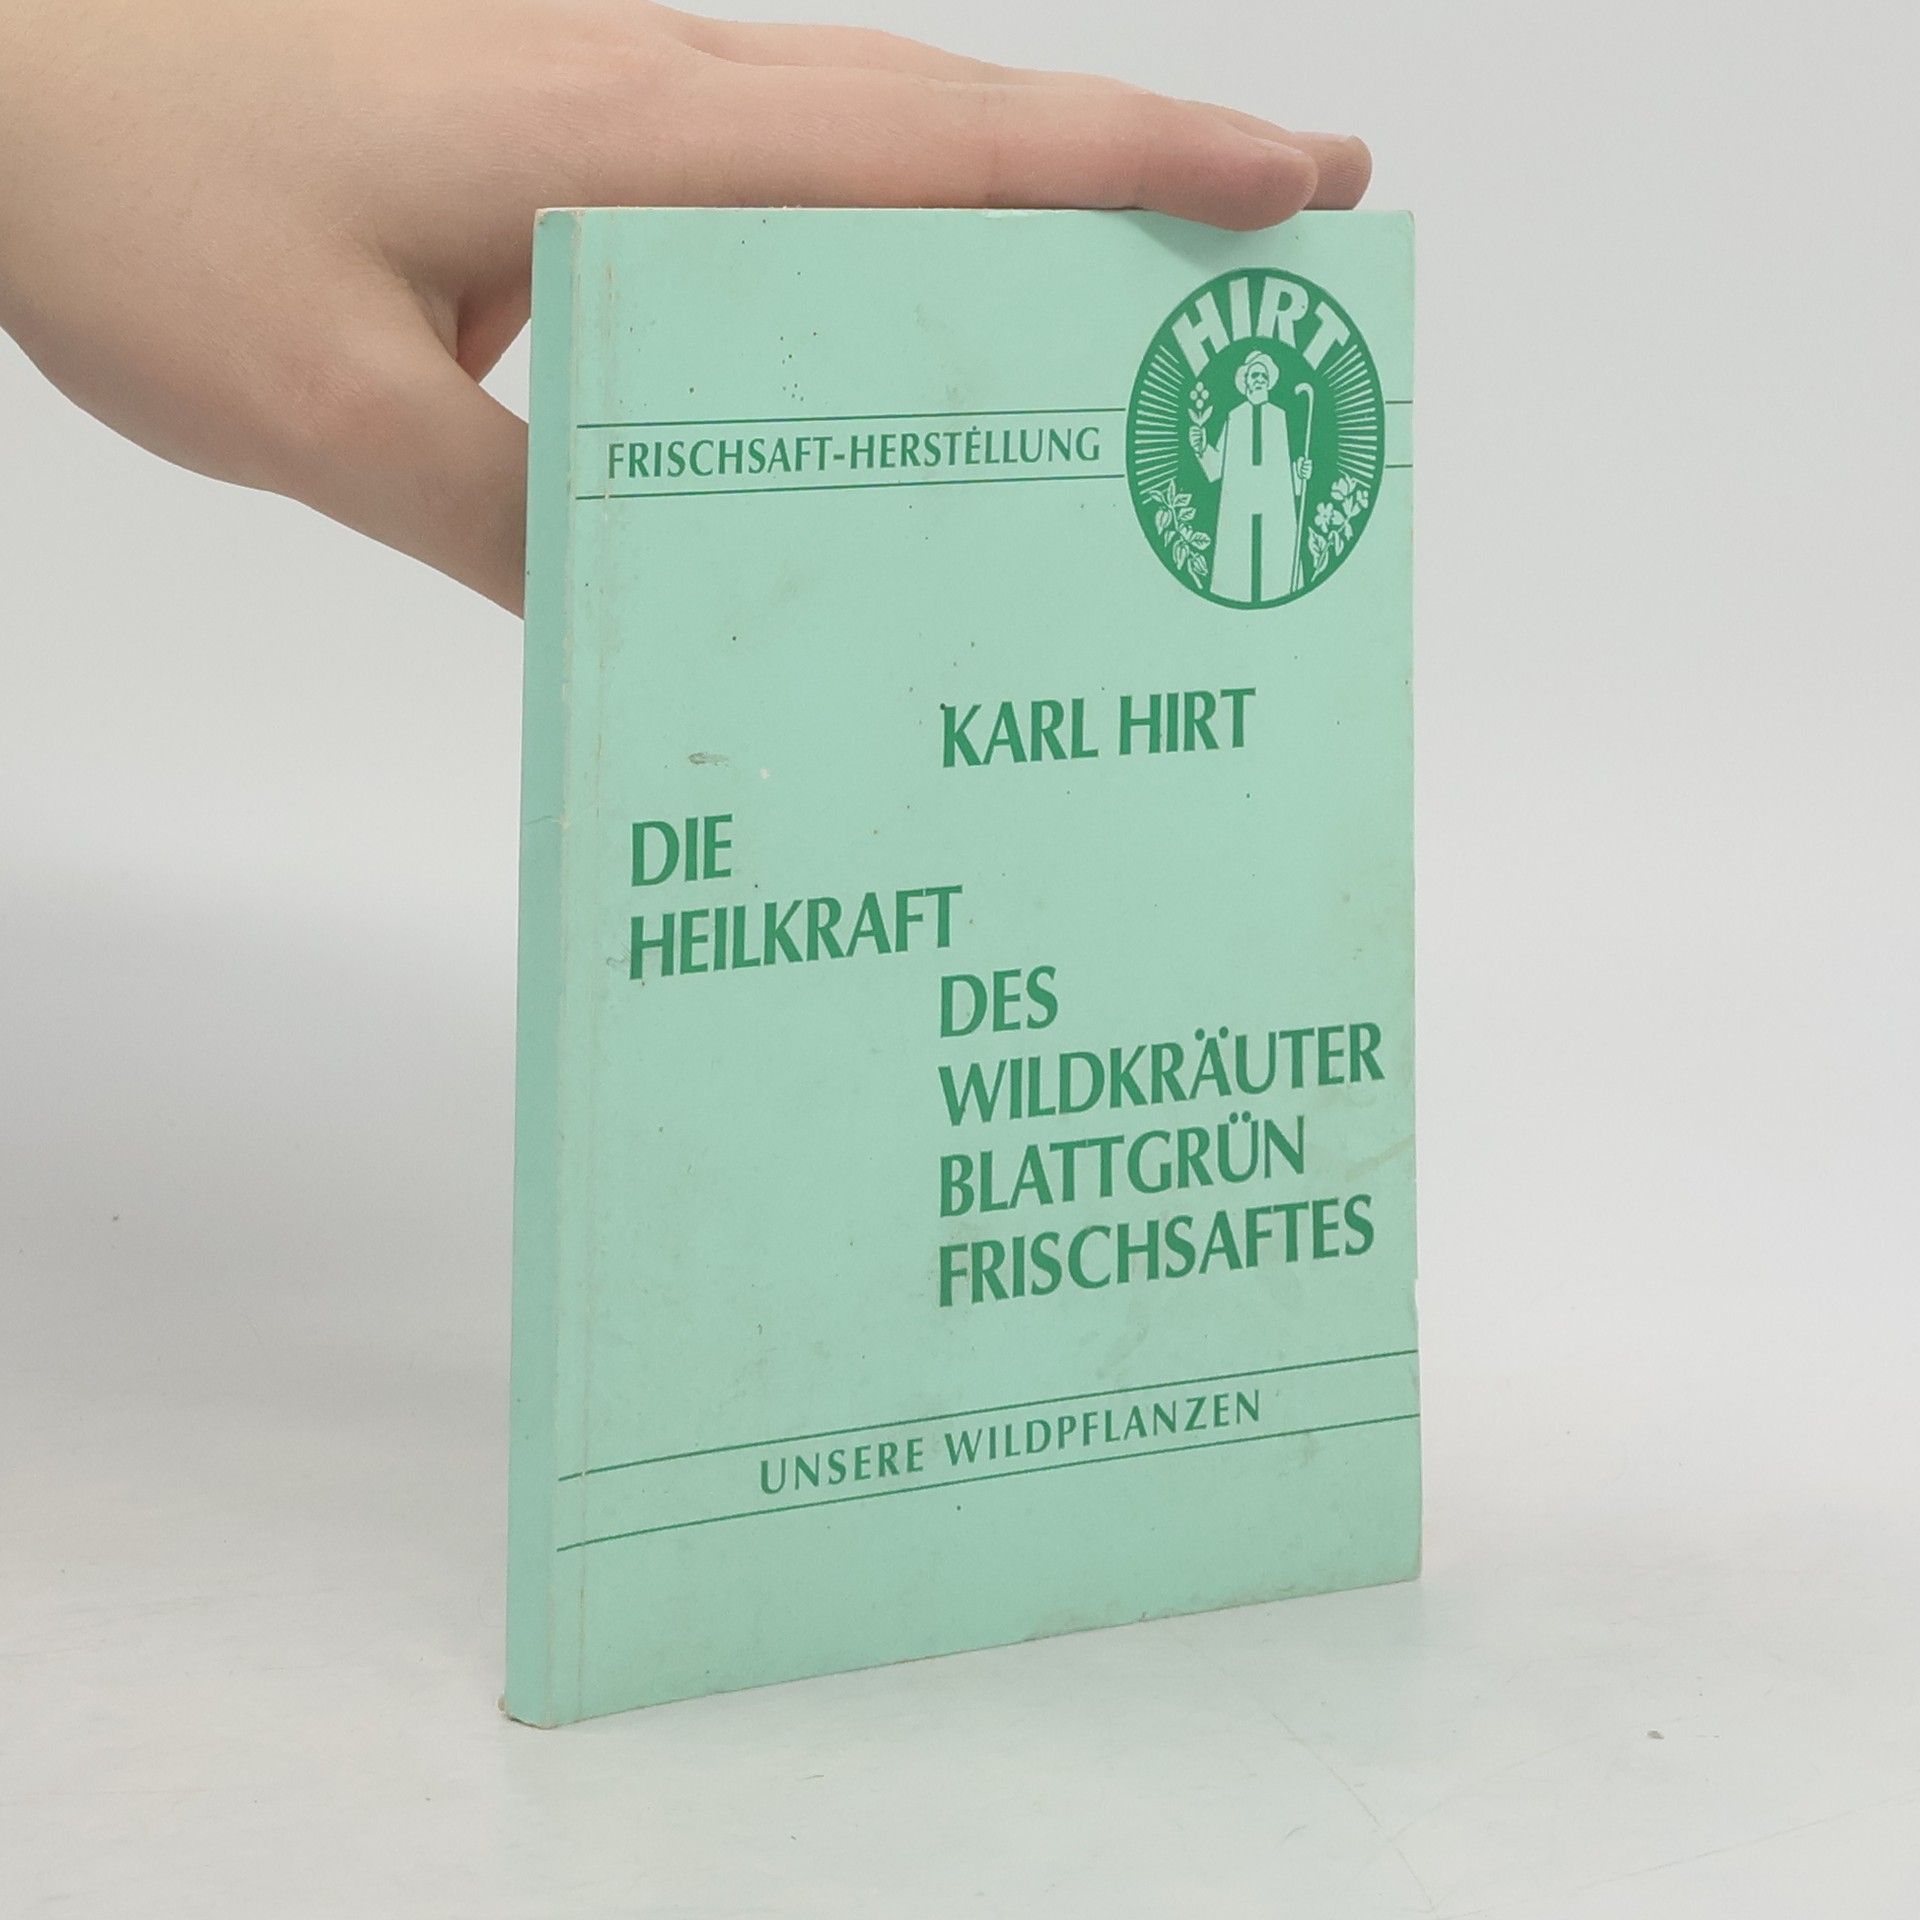 HIRT
FRISCHSAFT-HERSTELLUNG
KARL HIRT
DIE
HEILKRAFT
DES
WILDKRÄUTER
BLATTGRÜN
FRISCHSAFTES
UNSERE WILDPFLANZEN